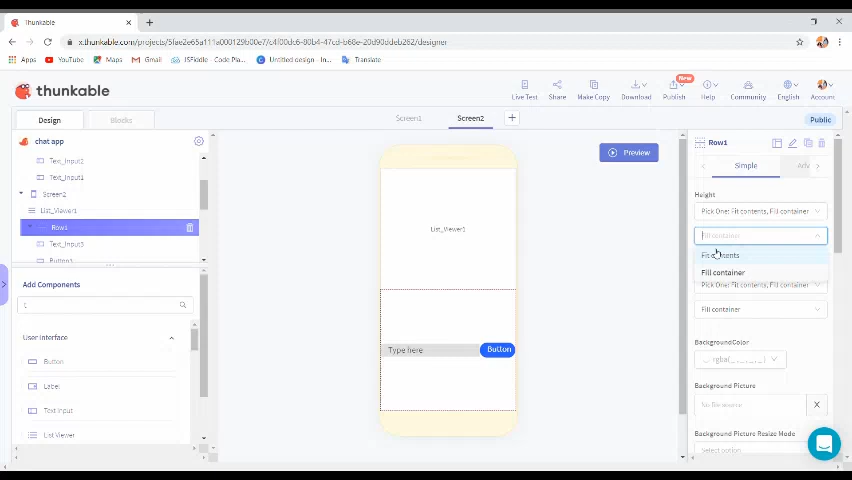 Thunkable
x.thunkable.com/projects/5fae2e65a111a000129b00e7/c4f00dc6-80b4-47cd-b68e-20d90ddeb262/designer
Apps YouTube Maps Gmail JSFiddle - Code Pla... Untitled design - In... Translate
thunkable
New
Live Test Share Make Copy Download Publish Help Community English Account
Design Blocks Screen1 Screen2 Public
chat app
Text_Input2
Text_Input1
Screen2
List_Viewer1
Row1
Text_Input3
Button1
Add Components
t
User Interface
Button
Label
Text Input
List Viewer
Preview
List_Viewer1
Type here Button
Row1
Simple Adv
Height
Pick One: Fit contents, Fill container
Fill container
Fit contents
Fill container
Pick One: Fit contents, Fill container
Fill container
BackgroundColor
rgba(_,_,_,_)
Background Picture
No file source X
Background Picture Resize Mode
select option